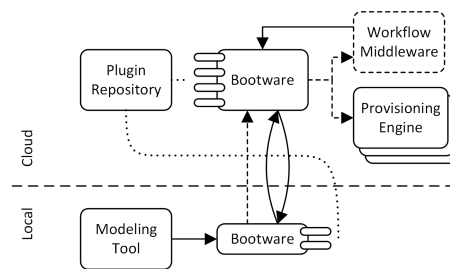 Workflow
Middleware
Plugin
Repository
Bootware
Provisioning
Engine
Cloud
Local
Modeling
Tool
Bootware